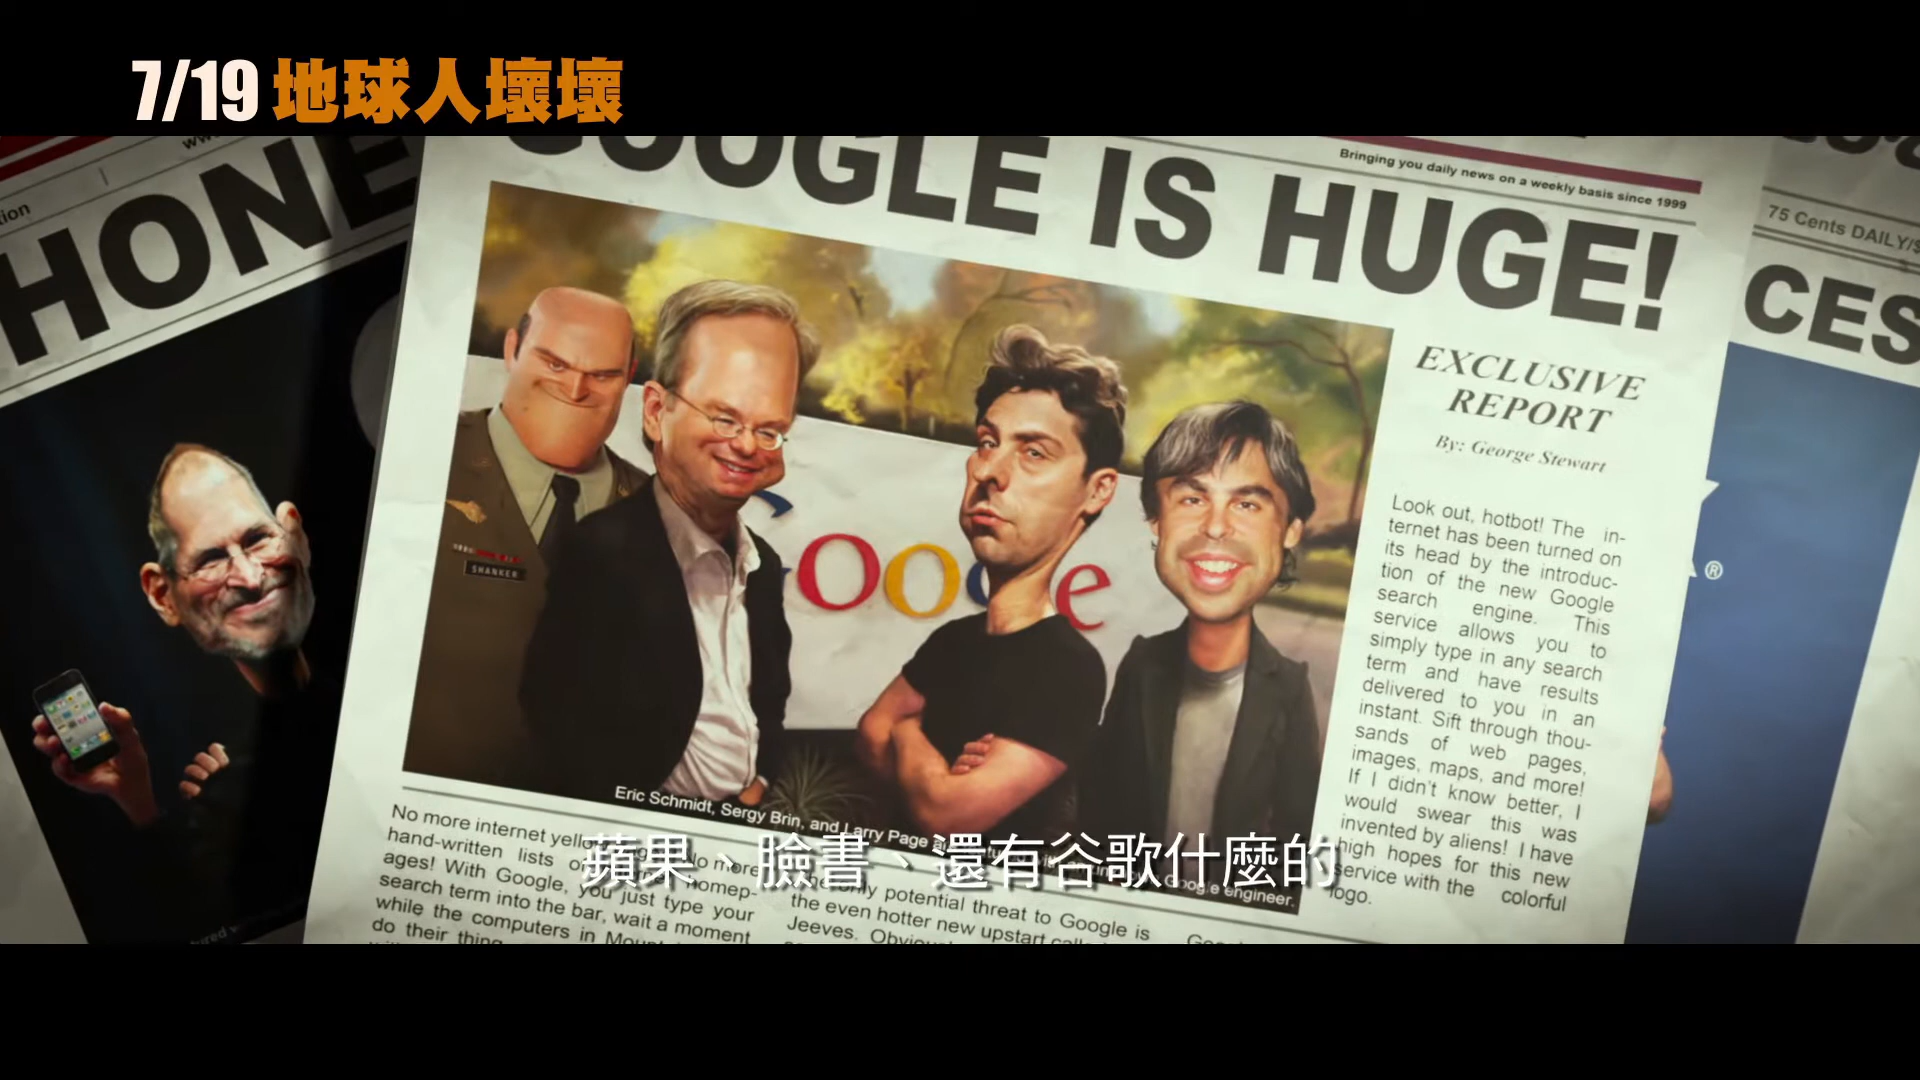 7/19 地球人壞壞
HONE
GOOGLE IS HUGE!
Bringing you daily news on a weekly basis since 1999
75 Cents DAILY/$
CES
EXCLUSIVE
REPORT
By: George Stewart
Look out, hotbot! The in-
ternet has been turned on
its head by the introduc-
tion of the new Google
search engine. This
service allows you to
simply type in any search
term and have results
delivered to you in an
instant. Sift through thou-
sands of web pages,
images, maps, and more!
If I didn't know better, I
would swear this was
invented by aliens! I have
high hopes for this new
service with the colorful
logo.
SHANKER
Google
®
Eric Schmidt, Sergy Brin, and Larry Page
Google engineer.
蘋果、臉書、還有谷歌什麼的
No more internet yellow
hand-written lists of
ages! With Google, you just type your
search term into the bar, wait a moment
while the computers in
do their thing
only potential threat to Google is
the even hotter new upstart
Jeeves.